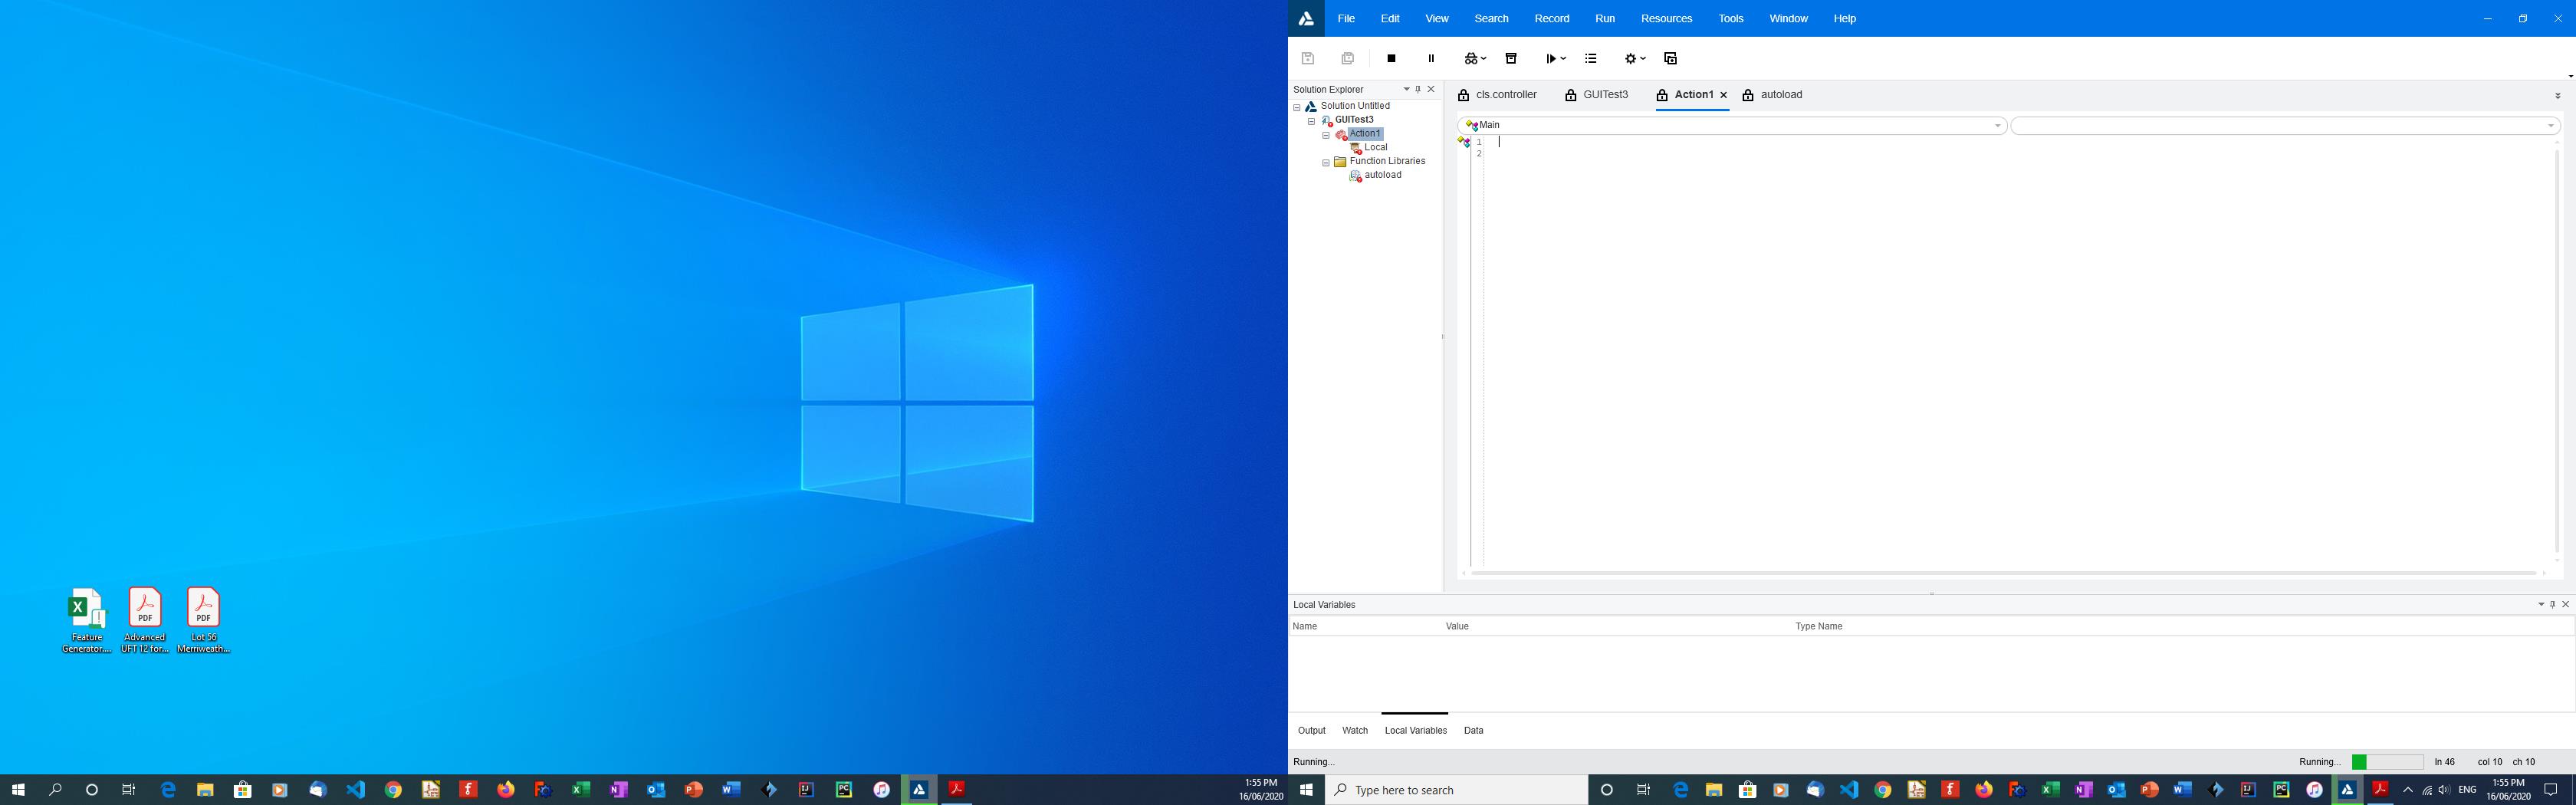 File Edit View Search Record Run Resources Tools Window Help
Solution Explorer
cls.controller GUITest3 Action1 autoload
Solution Untitled
GUITest3
Action1
Local
Function Libraries
autoload
Main
1
2
Feature
Generator....
PDF
Advanced
UFT 12 for...
PDF
Lot 56
Merriweath...
Local Variables
Name Value Type Name
Output Watch Local Variables Data
Running...
Running... ln 46 col 10 ch 10
1:55 PM
16/06/2020
Type here to search
ENG
1:55 PM
16/06/2020